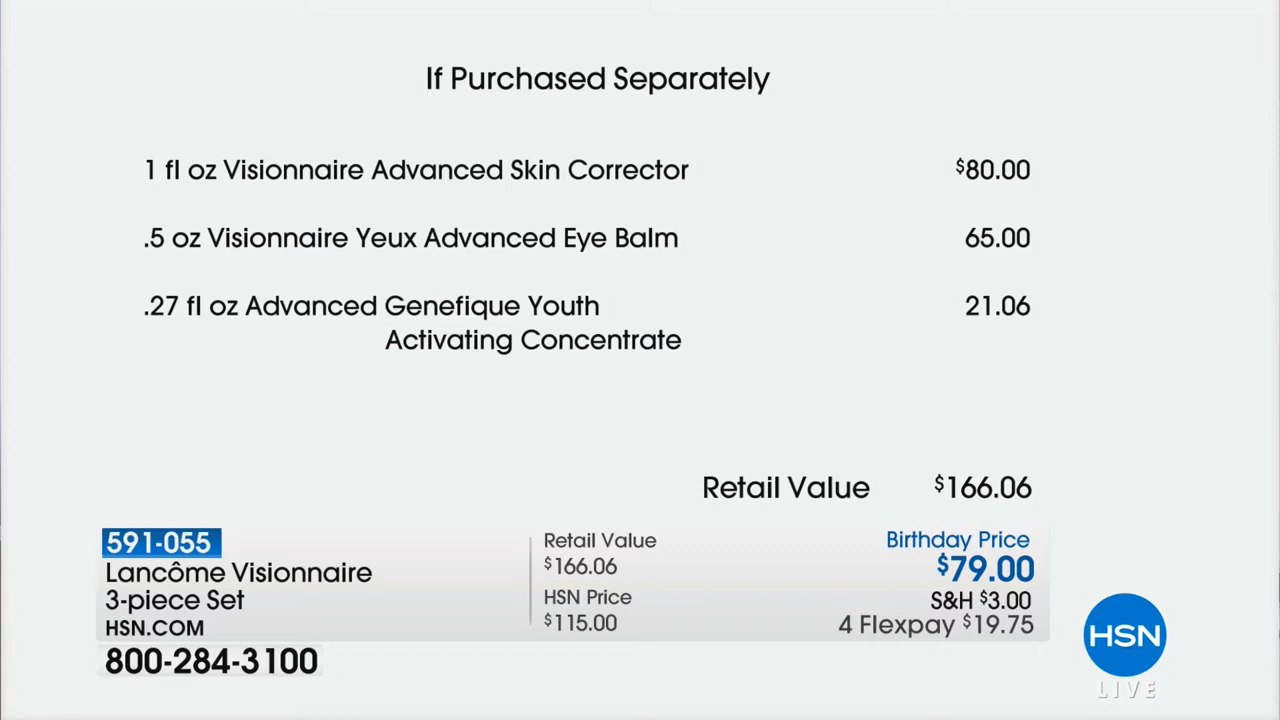 If Purchased Separately
1 fl oz Visionnaire Advanced Skin Corrector $80.00
.5 oz Visionnaire Yeux Advanced Eye Balm 65.00
.27 fl oz Advanced Genefique Youth 21.06
Activating Concentrate
Retail Value $166.06
591-055
Lancôme Visionnaire
3-piece Set
HSN.COM
800-284-3100
Retail Value
$166.06
HSN Price
$115.00
Birthday Price
$79.00
S&H $3.00
4 Flexpay $19.75
HSN
LIVE